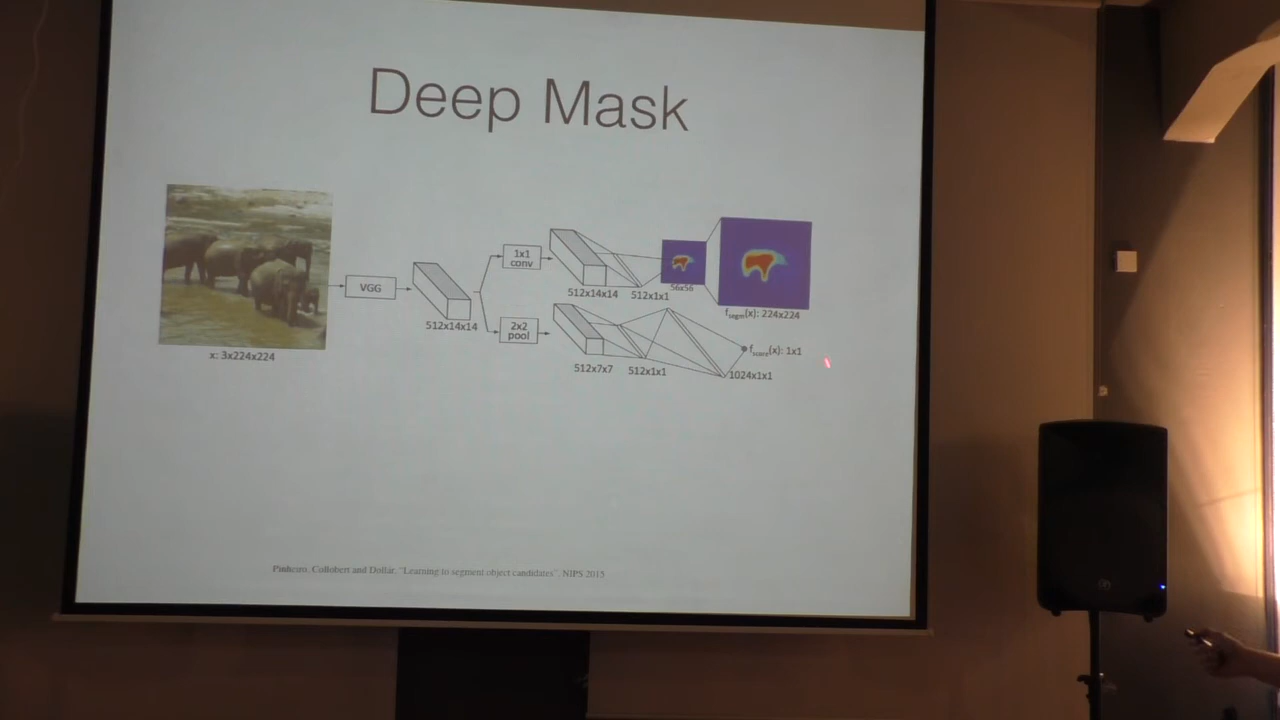 Deep Mask
x: 3x224x224
VGG
512x14x14
1x1
conv
512x14x14
512x1x1
56x56
fsegm(x): 224x224
2x2
pool
512x7x7
512x1x1
1024x1x1
fscore(x): 1x1
Pinheiro, Collobert and Dollar. "Learning to segment object candidates". NIPS 2015